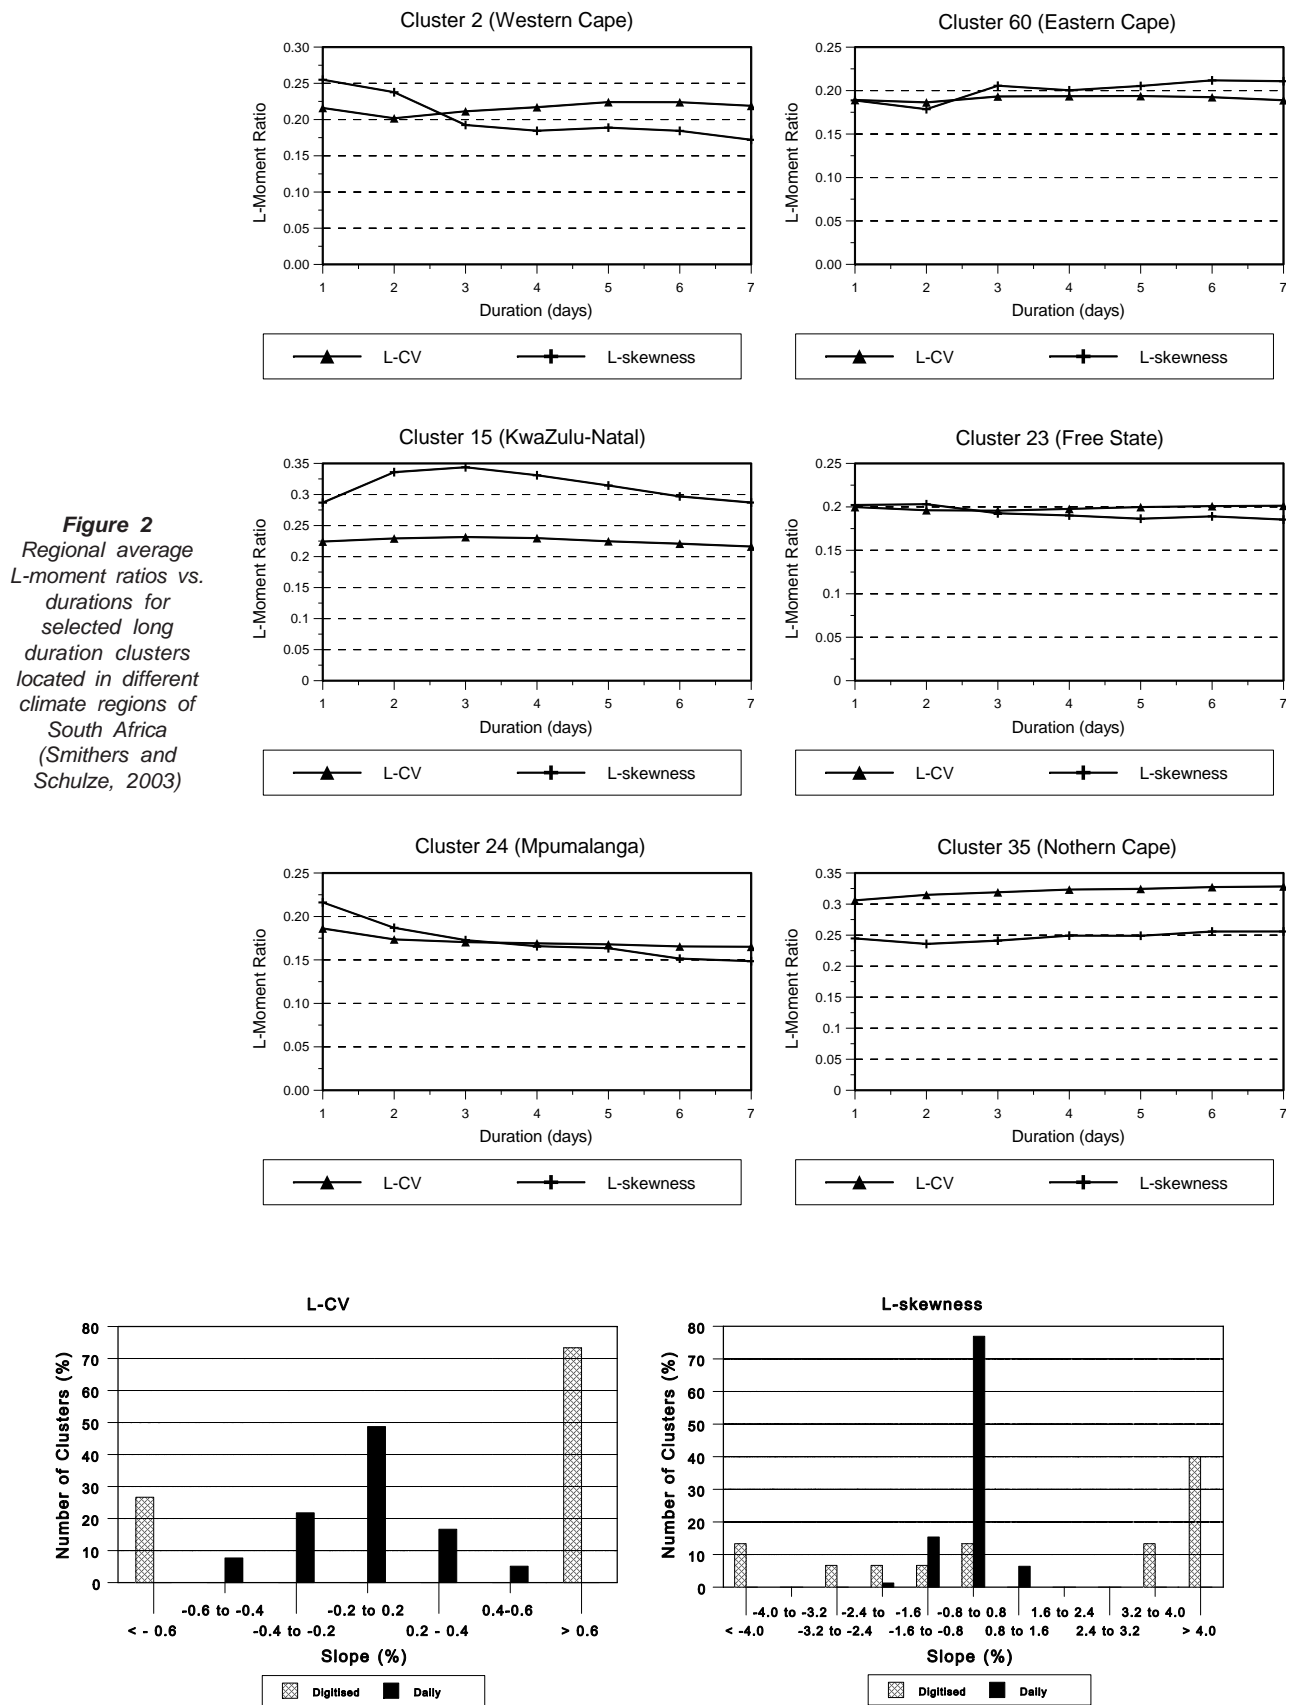 Cluster 2 (Western Cape)
0.30
0.25
0.20
0.15
0.10
0.05
0.00
L-Moment Ratio
1 2 3 4 5 6 7
Duration (days)
L-CV L-skewness
Cluster 60 (Eastern Cape)
0.25
0.20
0.15
0.10
0.05
0.00
L-Moment Ratio
1 2 3 4 5 6 7
Duration (days)
L-CV L-skewness
Figure 2
Regional average
L-moment ratios vs.
durations for
selected long
duration clusters
located in different
climate regions of
South Africa
(Smithers and
Schulze, 2003)
Cluster 15 (KwaZulu-Natal)
0.35
0.3
0.25
0.2
0.15
0.1
0.05
0
L-Moment Ratio
1 2 3 4 5 6 7
Duration (days)
L-CV L-skewness
Cluster 23 (Free State)
0.25
0.2
0.15
0.1
0.05
0
L-Moment Ratio
1 2 3 4 5 6 7
Duration (days)
L-CV L-skewness
Cluster 24 (Mpumalanga)
0.25
0.20
0.15
0.10
0.05
0.00
L-Moment Ratio
1 2 3 4 5 6 7
Duration (days)
L-CV L-skewness
Cluster 35 (Nothern Cape)
0.35
0.3
0.25
0.2
0.15
0.1
0.05
0
L-Moment Ratio
1 2 3 4 5 6 7
Duration (days)
L-CV L-skewness
L-CV
80
70
60
50
40
30
20
10
0
Number of Clusters (%)
-0.6 to -0.4 -0.2 to 0.2 0.4-0.6
< - 0.6 -0.4 to -0.2 0.2 - 0.4 > 0.6
Slope (%)
Digitised Daily
L-skewness
80
70
60
50
40
30
20
10
0
Number of Clusters (%)
-4.0 to -3.2 -2.4 to -1.6 -0.8 to 0.8 1.6 to 2.4 3.2 to 4.0
< -4.0 -3.2 to -2.4 -1.6 to -0.8 0.8 to 1.6 2.4 to 3.2 > 4.0
Slope (%)
Digitised Daily